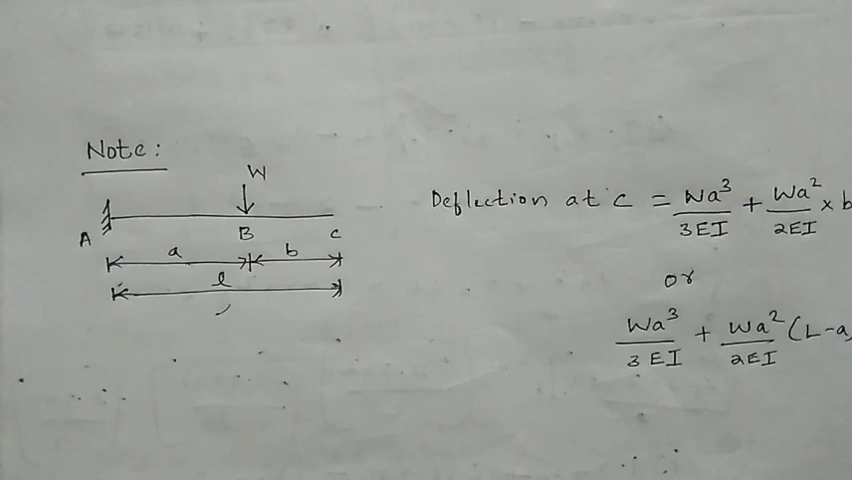 Note:
W
A
B
C
a
b
l
Deflection at C = Wa³/3EI + Wa²/2EI × b
or
Wa³/3EI + Wa²/2EI (L-a